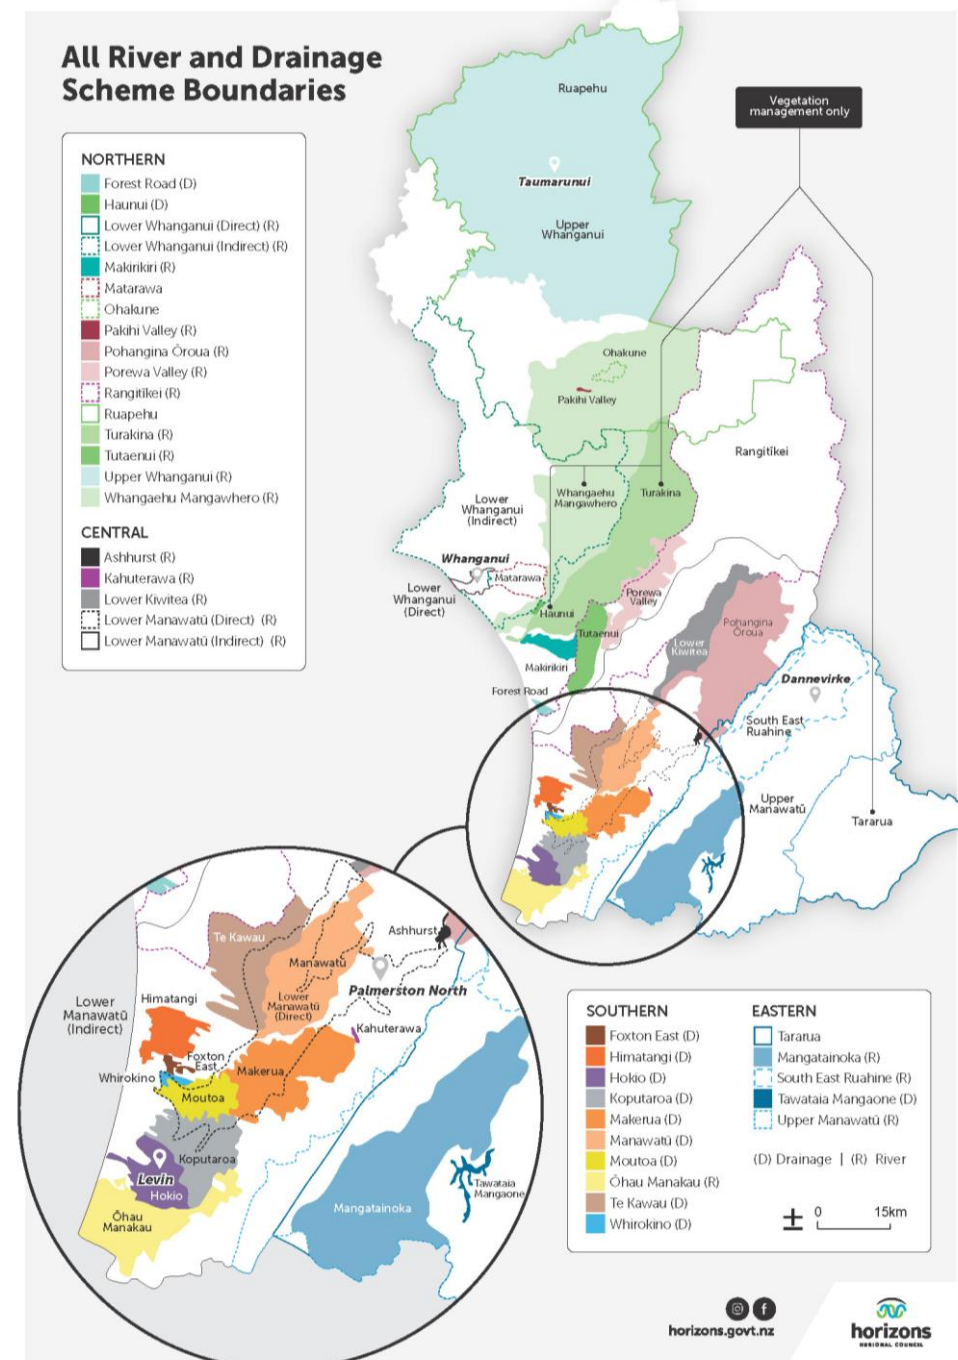 All River and Drainage
Scheme Boundaries
NORTHERN
Forest Road (D)
Haunui (D)
Lower Whanganui (Direct) (R)
Lower Whanganui (Indirect) (R)
Makirikiri (R)
Matarawa
Ohakune
Pakihi Valley (R)
Pohangina Ōroua (R)
Porewa Valley (R)
Rangitīkei (R)
Ruapehu
Turakina (R)
Tutaenui (R)
Upper Whanganui (R)
Whangaehu Mangawhero (R)
CENTRAL
Ashhurst (R)
Kahuterawa (R)
Lower Kiwitea (R)
Lower Manawatū (Direct) (R)
Lower Manawatū (Indirect) (R)
Vegetation
management only
Ruapehu
Taumarunui
Upper
Whanganui
Ohakune
Pakihi Valley
Rangitīkei
Whangaehu
Mangawhero
Turakina
Lower
Whanganui
(Indirect)
Whanganui
Matarawa
Lower
Whanganui
(Direct)
Haunui
Porewa
Valley
Tutaenui
Makirikiri
Forest Road
Lower
Kiwitea
Pohangina
Ōroua
Dannevirke
South East
Ruahine
Upper
Manawatū
Tararua
Te Kawau
Ashhurst
Manawatū
Palmerston North
Lower
Manawatū
(Direct)
Lower
Manawatū
(Indirect)
Himatangi
Kahuterawa
Foxton
East
Whirokino
Makerua
Moutoa
Koputaroa
Levin
Hokio
Ōhau
Manakau
Mangatainoka
Tawataia
Mangaone
SOUTHERN
Foxton East (D)
Himatangi (D)
Hokio (D)
Koputaroa (D)
Makerua (D)
Manawatū (D)
Moutoa (D)
Ōhau Manakau (R)
Te Kawau (D)
Whirokino (D)
EASTERN
Tararua
Mangatainoka (R)
South East Ruahine (R)
Tawataia Mangaone (D)
Upper Manawatū (R)
(D) Drainage | (R) River
0 15km
horizons.govt.nz
horizons
REGIONAL COUNCIL